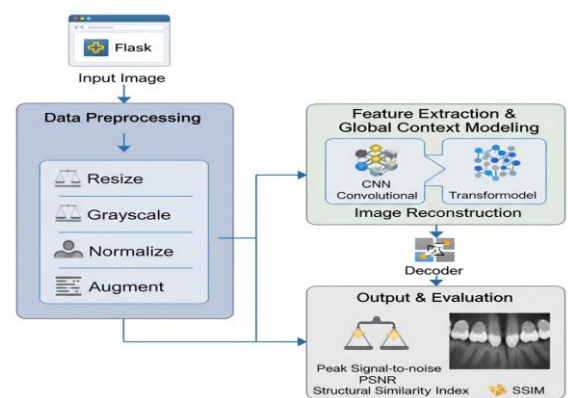 Flask
Input Image
Data Preprocessing
Resize
Grayscale
Normalize
Augment
Feature Extraction &
Global Context Modeling
CNN
Convolutional
Transformodel
Image Reconstruction
Decoder
Output & Evaluation
Peak Signal-to-noise
PSNR
Structural Similarity Index
SSIM